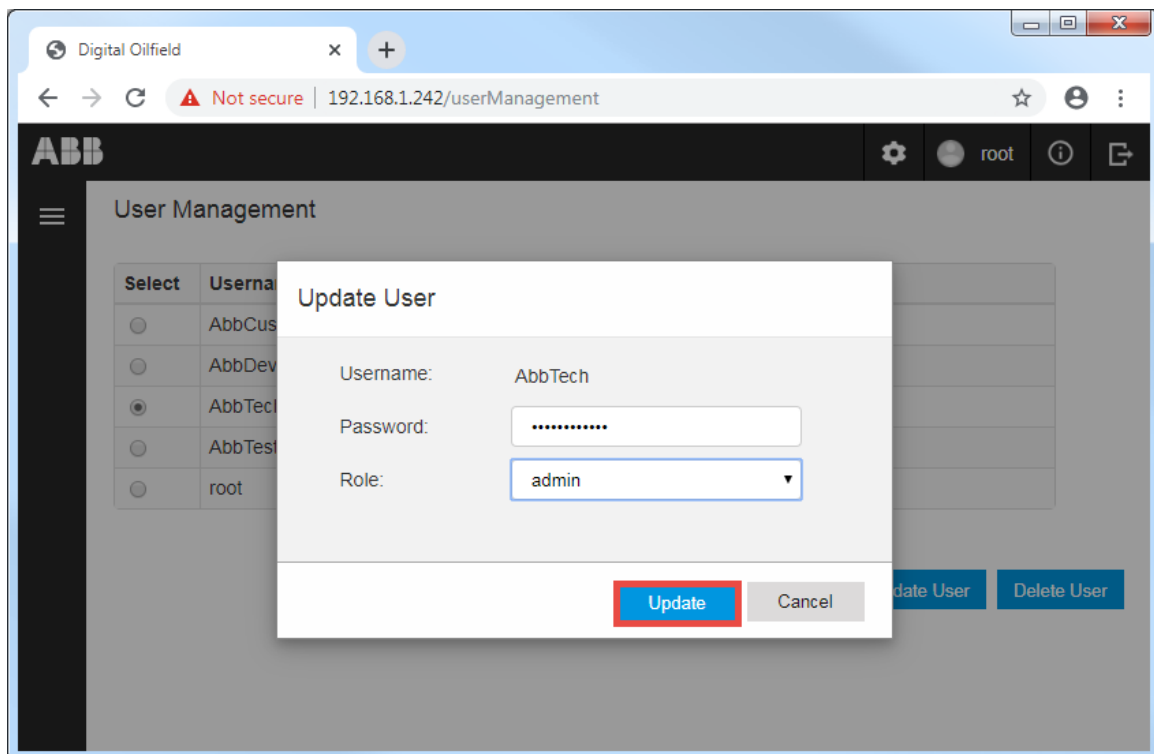 Digital Oilfield
Not secure | 192.168.1.242/userManagement
ABB
root
User Management
Select Userna
AbbCus
AbbDev
AbbTecl
AbbTest
root
Update User
Username: AbbTech
Password: ••••••••••••
Role: admin
Update Cancel
date User Delete User